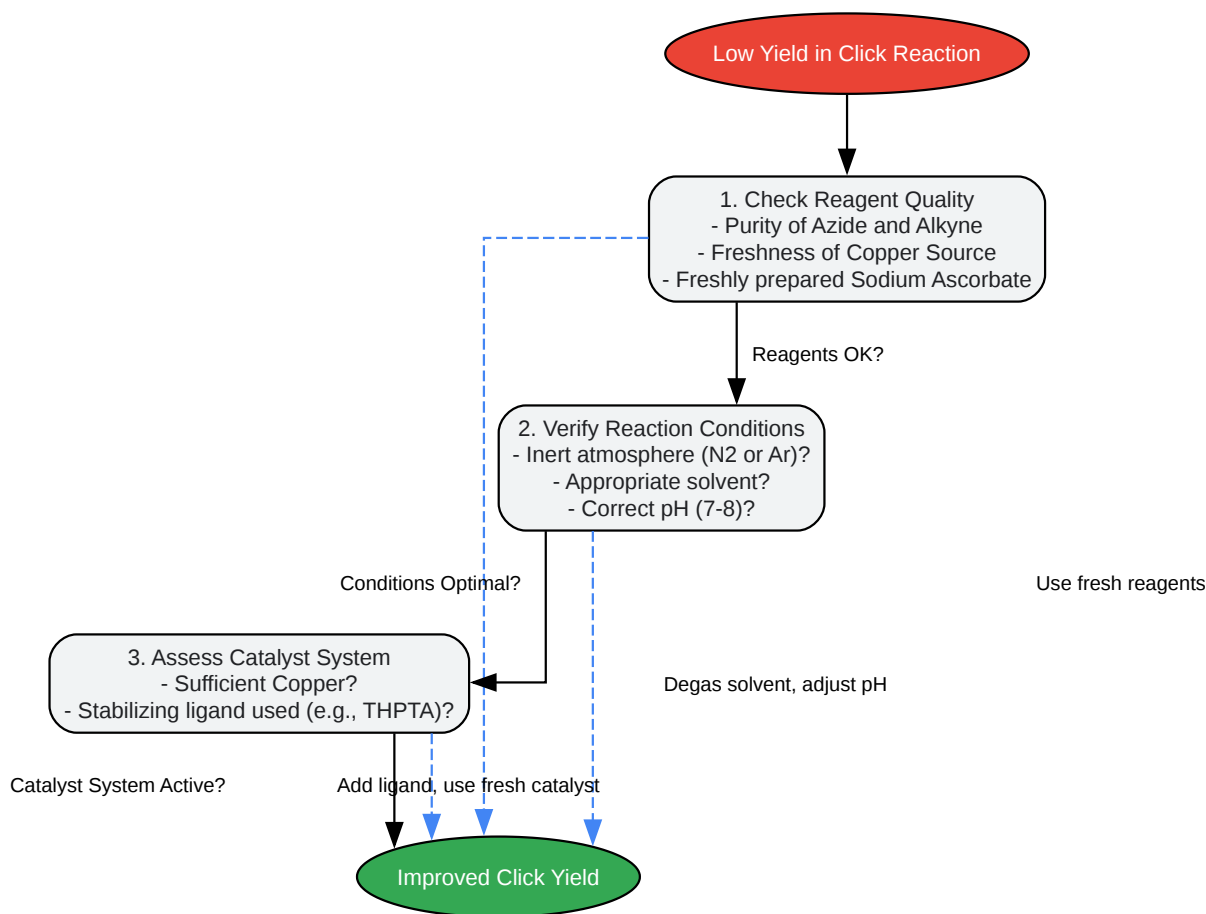 Low Yield in Click Reaction
1. Check Reagent Quality
- Purity of Azide and Alkyne
- Freshness of Copper Source
- Freshly prepared Sodium Ascorbate
Reagents OK?
2. Verify Reaction Conditions
- Inert atmosphere (N2 or Ar)?
- Appropriate solvent?
- Correct pH (7-8)?
Conditions Optimal?
Use fresh reagents
3. Assess Catalyst System
- Sufficient Copper?
- Stabilizing ligand used (e.g., THPTA)?
Degas solvent, adjust pH
Catalyst System Active?
Add ligand, use fresh catalyst
Improved Click Yield